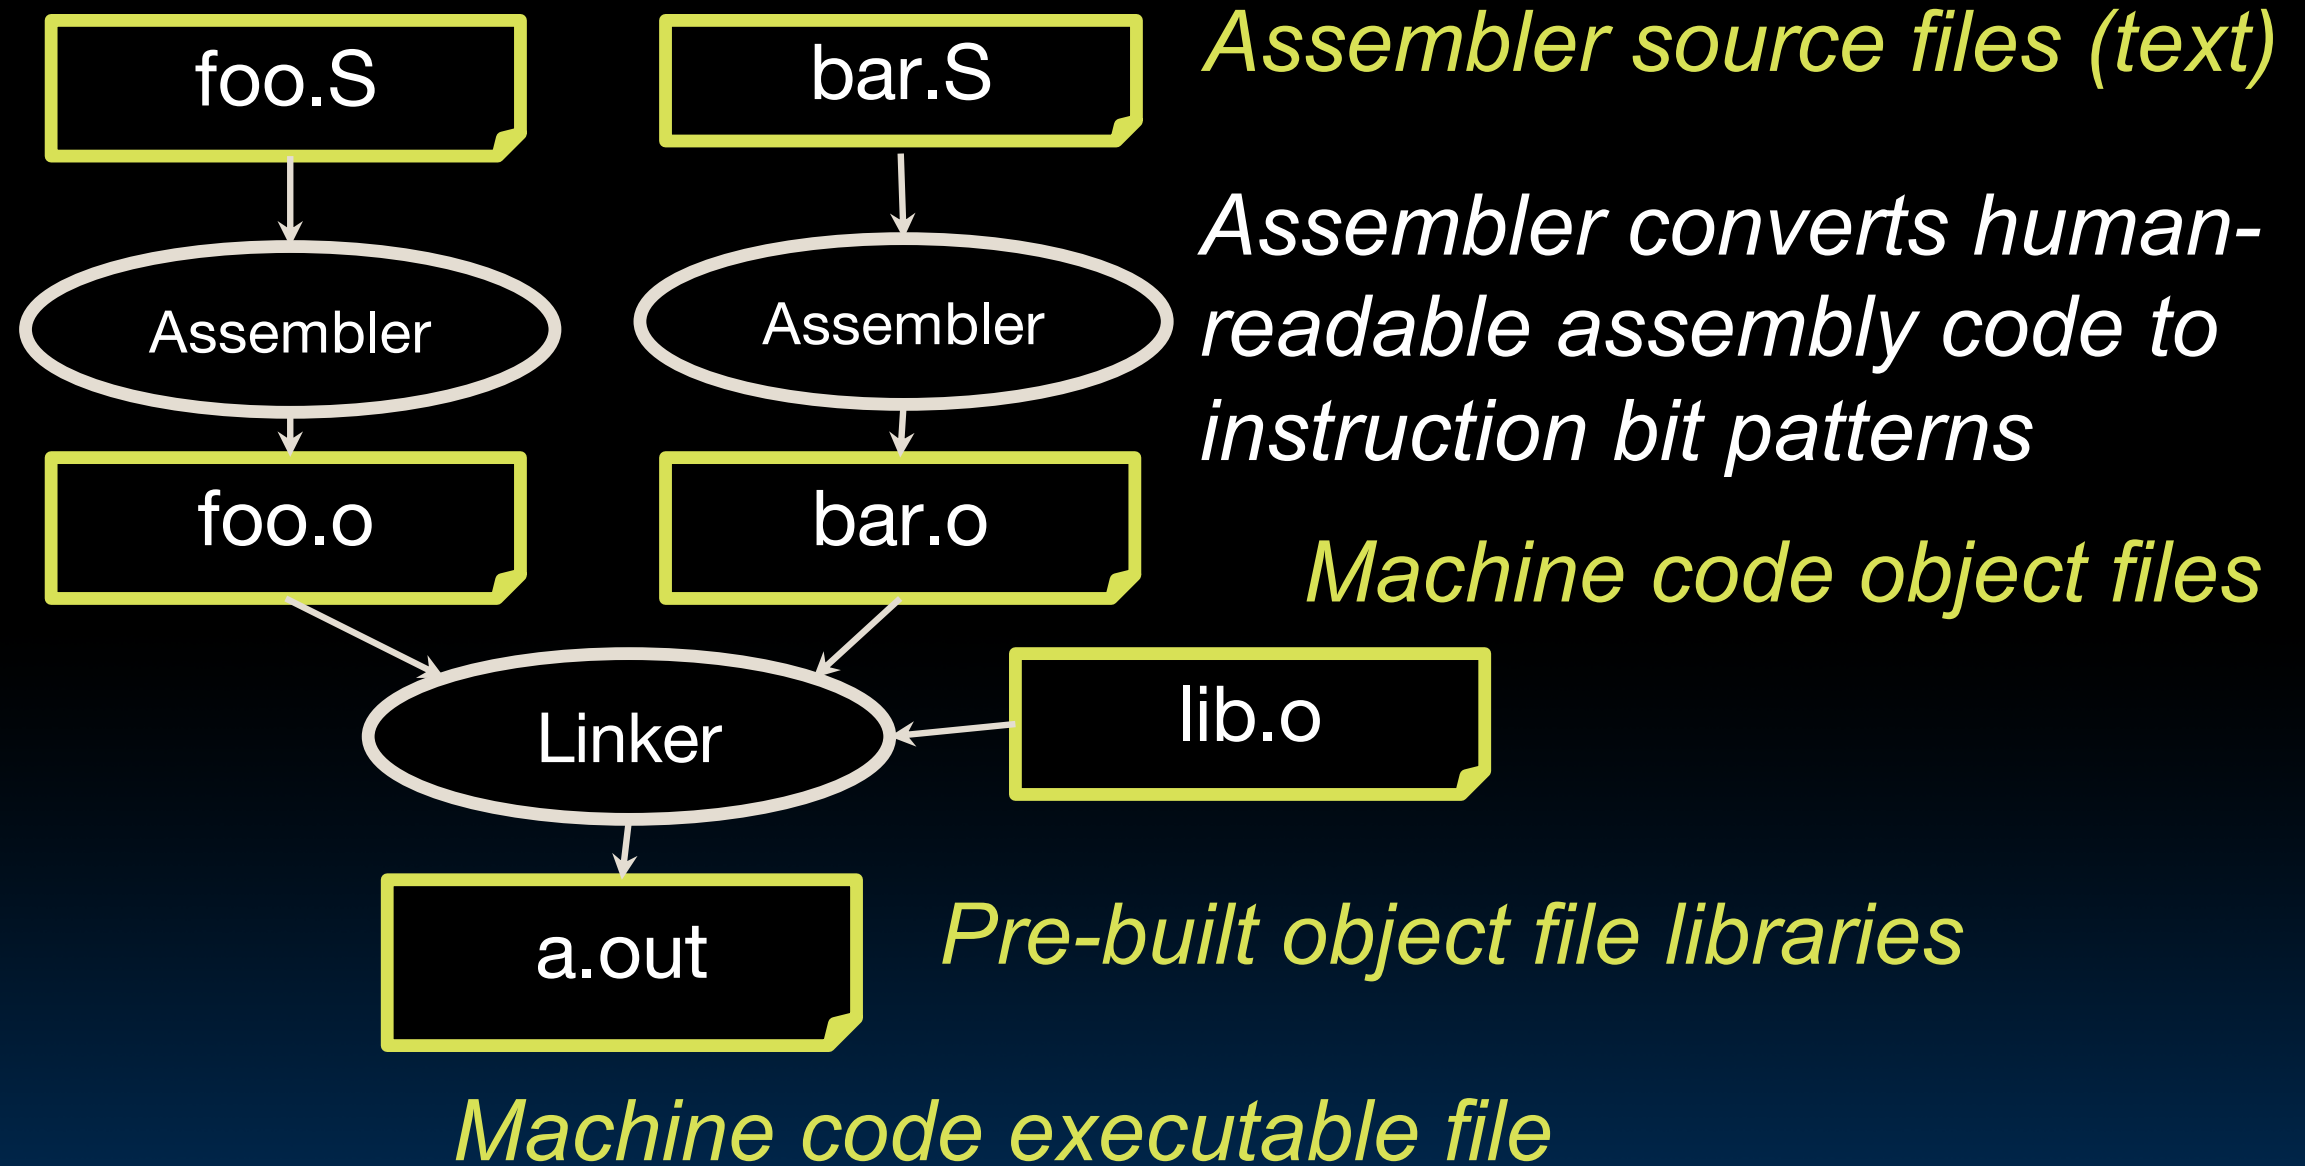 foo.S
bar.S
Assembler source files (text)
Assembler
Assembler
Assembler converts human-
readable assembly code to
instruction bit patterns
foo.o
bar.o
Machine code object files
Linker
lib.o
a.out
Pre-built object file libraries
Machine code executable file